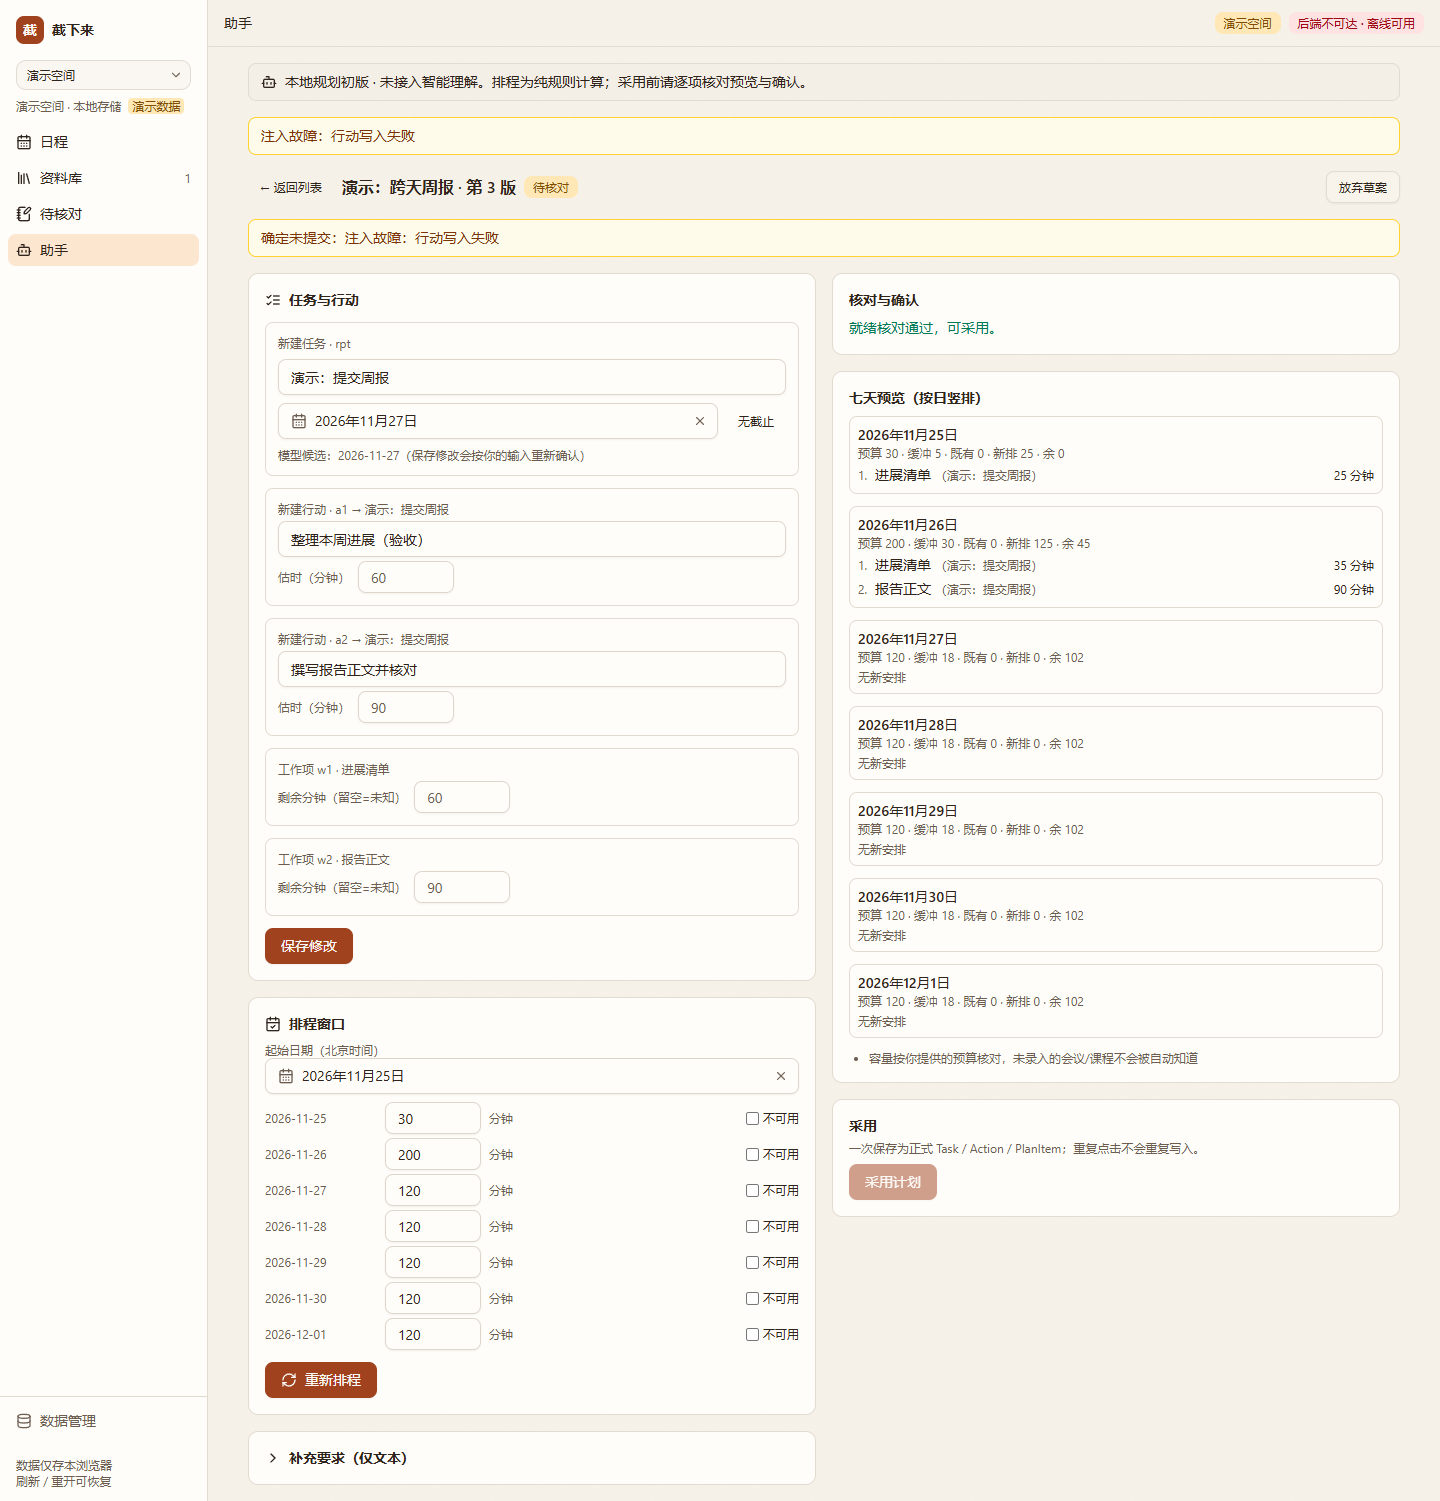 截 截下来
演示空间
演示空间 · 本地存储 演示数据
日程
资料库 1
待核对
助手
数据管理
数据仅存本浏览器
刷新 / 重开可恢复
助手
演示空间 后端不可达 · 离线可用
本地规划初版 · 未接入智能理解。排程为纯规则计算；采用前请逐项核对预览与确认。
注入故障：行动写入失败
← 返回列表 演示：跨天周报 · 第 3 版 待核对 放弃草案
确定未提交：注入故障：行动写入失败
任务与行动
新建任务 · rpt
演示：提交周报
2026年11月27日 × 无截止
模型候选：2026-11-27（保存修改会按你的输入重新确认）
新建行动 · a1 → 演示：提交周报
整理本周进展（验收）
估时（分钟） 60
新建行动 · a2 → 演示：提交周报
撰写报告正文并核对
估时（分钟） 90
工作项 w1 · 进展清单
剩余分钟（留空=未知） 60
工作项 w2 · 报告正文
剩余分钟（留空=未知） 90
保存修改
排程窗口
起始日期（北京时间）
2026年11月25日 ×
2026-11-25 30 分钟 不可用
2026-11-26 200 分钟 不可用
2026-11-27 120 分钟 不可用
2026-11-28 120 分钟 不可用
2026-11-29 120 分钟 不可用
2026-11-30 120 分钟 不可用
2026-12-01 120 分钟 不可用
重新排程
补充要求（仅文本）
核对与确认
就绪核对通过，可采用。
七天预览（按日竖排）
2026年11月25日
预算 30 · 缓冲 5 · 既有 0 · 新排 25 · 余 0
1. 进展清单 （演示：提交周报） 25 分钟
2026年11月26日
预算 200 · 缓冲 30 · 既有 0 · 新排 125 · 余 45
1. 进展清单 （演示：提交周报） 35 分钟
2. 报告正文 （演示：提交周报） 90 分钟
2026年11月27日
预算 120 · 缓冲 18 · 既有 0 · 新排 0 · 余 102
无新安排
2026年11月28日
预算 120 · 缓冲 18 · 既有 0 · 新排 0 · 余 102
无新安排
2026年11月29日
预算 120 · 缓冲 18 · 既有 0 · 新排 0 · 余 102
无新安排
2026年11月30日
预算 120 · 缓冲 18 · 既有 0 · 新排 0 · 余 102
无新安排
2026年12月1日
预算 120 · 缓冲 18 · 既有 0 · 新排 0 · 余 102
无新安排
• 容量按你提供的预算核对，未录入的会议/课程不会被自动知道
采用
一次保存为正式 Task / Action / PlanItem；重复点击不会重复写入。
采用计划